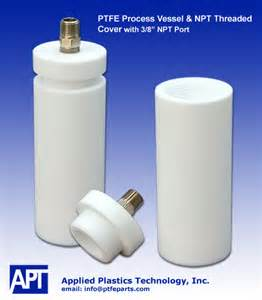 PTFE Process Vessel & NPT Threaded
Cover with 3/8" NPT Port
APT
Applied Plastics Technology, Inc.
email: info@ptfeparts.com